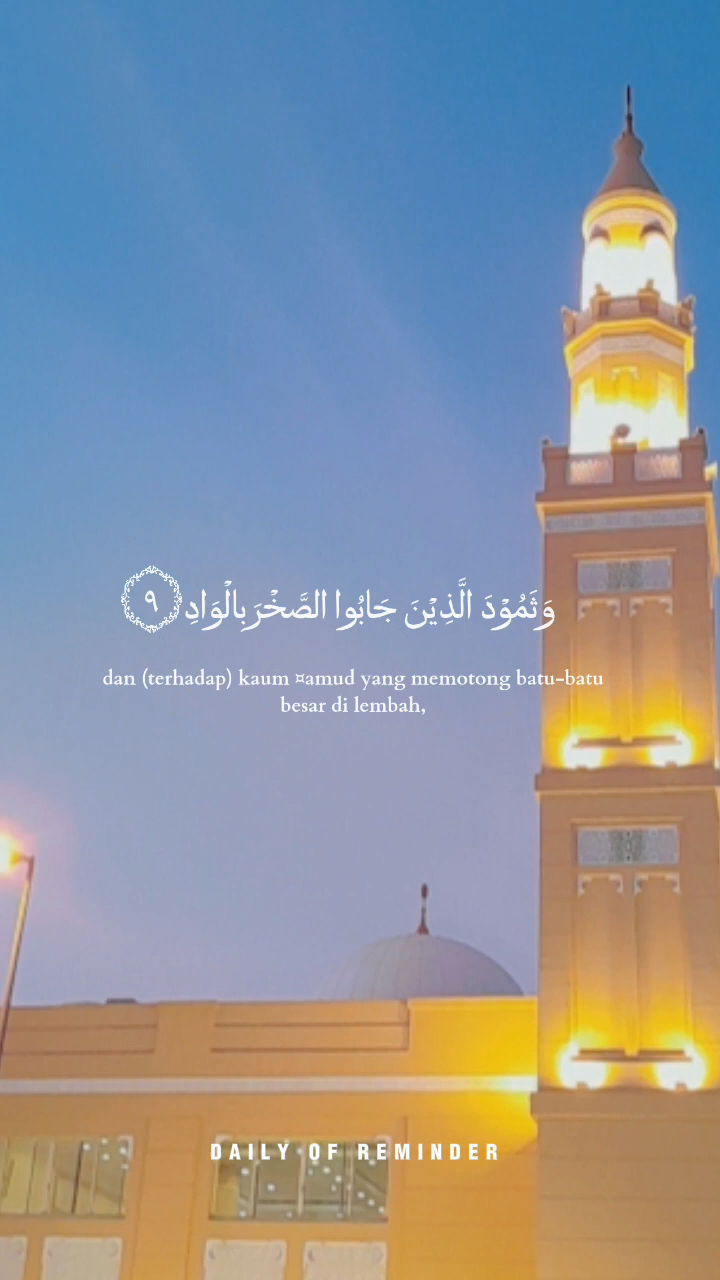 وَثَمُوْدَ الَّذِيْنَ جَابُوا الصَّخْرَ بِالْوَادِ ٩
dan (terhadap) kaum ¤amud yang memotong batu-batu
besar di lembah,
DAILY OF REMINDER